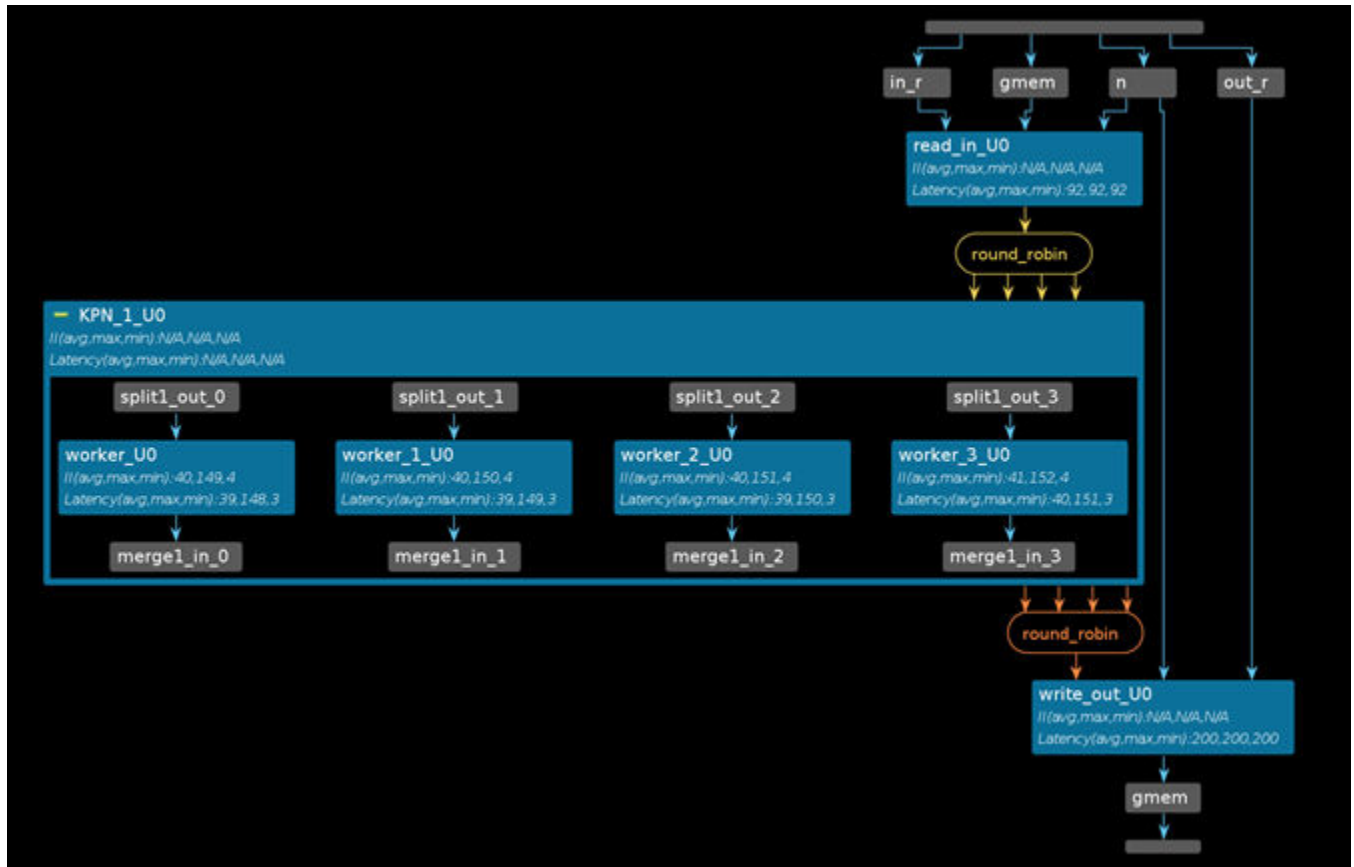 in_r gmem n out_r
read_in_U0
II(avg,max,min):N/A,N/A,N/A
Latency(avg,max,min):92,92,92
round_robin
KPN_1_U0
II(avg,max,min):N/A,N/A,N/A
Latency(avg,max,min):N/A,N/A,N/A
split1_out_0 split1_out_1 split1_out_2 split1_out_3
worker_U0 worker_1_U0 worker_2_U0 worker_3_U0
II(avg,max,min):40,149,4 II(avg,max,min):40,150,4 II(avg,max,min):40,151,4 II(avg,max,min):41,152,4
Latency(avg,max,min):39,148,3 Latency(avg,max,min):39,149,3 Latency(avg,max,min):39,150,3 Latency(avg,max,min):40,151,3
merge1_in_0 merge1_in_1 merge1_in_2 merge1_in_3
round_robin
write_out_U0
II(avg,max,min):N/A,N/A,N/A
Latency(avg,max,min):200,200,200
gmem